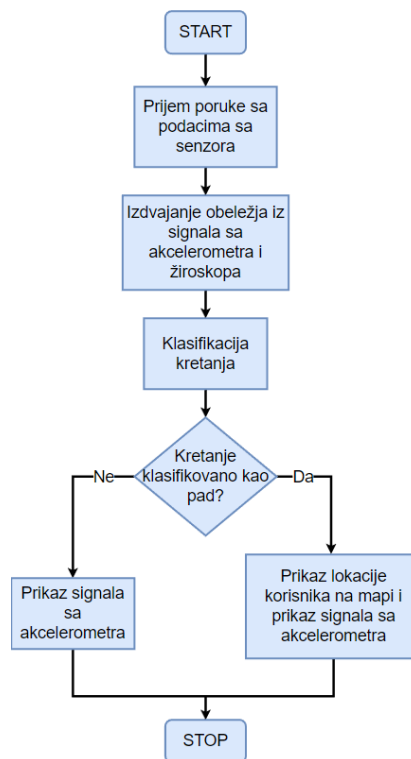 START
Prijem poruke sa
podacima sa
senzora
Izdvajanje obeležja iz
signala sa
akcelerometra i
žiroskopa
Klasifikacija
kretanja
Kretanje
klasifikovano kao
pad?
Ne
Da
Prikaz signala
sa
akcelerometra
Prikaz lokacije
korisnika na mapi i
prikaz signala sa
akcelerometra
STOP